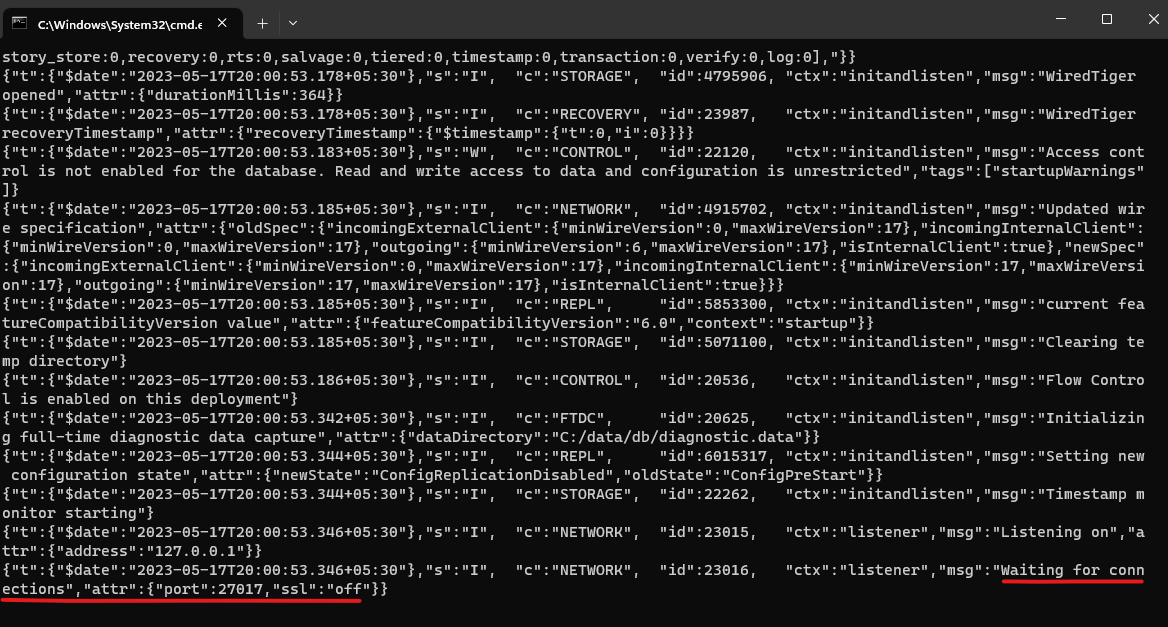 C:\Windows\System32\cmd.e
story_store:0,recovery:0,rts:0,salvage:0,tiered:0,timestamp:0,transaction:0,verify:0,log:0],"}}
{"t":{"$date":"2023-05-17T20:00:53.178+05:30"},"s":"I",  "c":"STORAGE",  "id":4795906, "ctx":"initandlisten","msg":"WiredTiger
opened","attr":{"durationMillis":364}}
{"t":{"$date":"2023-05-17T20:00:53.178+05:30"},"s":"I",  "c":"RECOVERY", "id":23987,   "ctx":"initandlisten","msg":"WiredTiger
recoveryTimestamp","attr":{"recoveryTimestamp":{"$timestamp":{"t":0,"i":0}}}}
{"t":{"$date":"2023-05-17T20:00:53.183+05:30"},"s":"W",  "c":"CONTROL",  "id":22120,   "ctx":"initandlisten","msg":"Access cont
rol is not enabled for the database. Read and write access to data and configuration is unrestricted","tags":["startupWarnings"
]}
{"t":{"$date":"2023-05-17T20:00:53.185+05:30"},"s":"I",  "c":"NETWORK",  "id":4915702, "ctx":"initandlisten","msg":"Updated wir
e specification","attr":{"oldSpec":{"incomingExternalClient":{"minWireVersion":0,"maxWireVersion":17},"incomingInternalClient":
{"minWireVersion":0,"maxWireVersion":17},"outgoing":{"minWireVersion":6,"maxWireVersion":17},"isInternalClient":true},"newSpec"
:{"incomingExternalClient":{"minWireVersion":0,"maxWireVersion":17},"incomingInternalClient":{"minWireVersion":17,"maxWireVersi
on":17},"outgoing":{"minWireVersion":17,"maxWireVersion":17},"isInternalClient":true}}}
{"t":{"$date":"2023-05-17T20:00:53.185+05:30"},"s":"I",  "c":"REPL",     "id":5853300, "ctx":"initandlisten","msg":"current fea
tureCompatibilityVersion value","attr":{"featureCompatibilityVersion":"6.0","context":"startup"}}
{"t":{"$date":"2023-05-17T20:00:53.185+05:30"},"s":"I",  "c":"STORAGE",  "id":5071100, "ctx":"initandlisten","msg":"Clearing te
mp directory"}
{"t":{"$date":"2023-05-17T20:00:53.186+05:30"},"s":"I",  "c":"CONTROL",  "id":20536,   "ctx":"initandlisten","msg":"Flow Contro
l is enabled on this deployment"}
{"t":{"$date":"2023-05-17T20:00:53.342+05:30"},"s":"I",  "c":"FTDC",     "id":20625,   "ctx":"initandlisten","msg":"Initializin
g full-time diagnostic data capture","attr":{"dataDirectory":"C:/data/db/diagnostic.data"}}
{"t":{"$date":"2023-05-17T20:00:53.344+05:30"},"s":"I",  "c":"REPL",     "id":6015317, "ctx":"initandlisten","msg":"Setting new
 configuration state","attr":{"newState":"ConfigReplicationDisabled","oldState":"ConfigPreStart"}}
{"t":{"$date":"2023-05-17T20:00:53.344+05:30"},"s":"I",  "c":"STORAGE",  "id":22262,   "ctx":"initandlisten","msg":"Timestamp m
onitor starting"}
{"t":{"$date":"2023-05-17T20:00:53.346+05:30"},"s":"I",  "c":"NETWORK",  "id":23015,   "ctx":"listener","msg":"Listening on","a
ttr":{"address":"127.0.0.1"}}
{"t":{"$date":"2023-05-17T20:00:53.346+05:30"},"s":"I",  "c":"NETWORK",  "id":23016,   "ctx":"listener","msg":"Waiting for conn
ections","attr":{"port":27017,"ssl":"off"}}